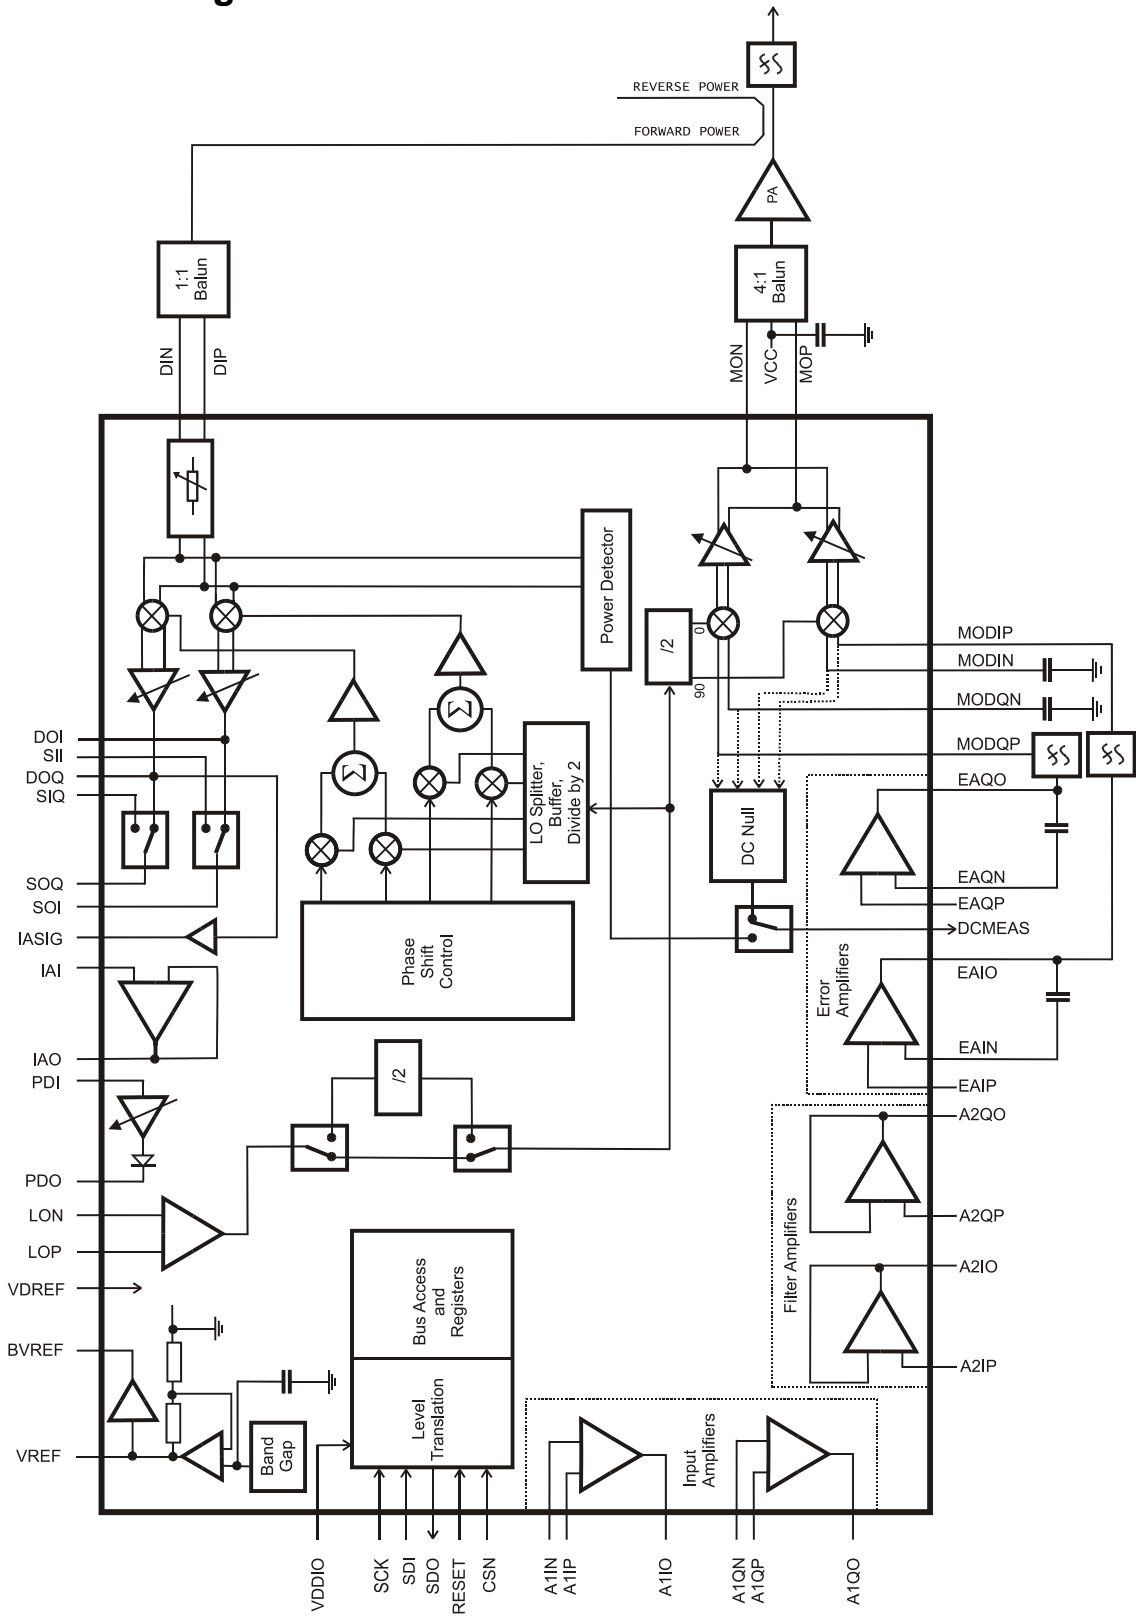 REVERSE POWER
FORWARD POWER
PA
1:1
Balun
4:1
Balun
DIN
DIP
MON
VCC
MOP
Power Detector
/2
0
90
MODIP
MODIN
MODQN
MODQP
EAQO
EAQN
EAQP
DCMEAS
EAIO
EAIN
EAIP
A2QO
A2QP
A2IO
A2IP
DOI
SII
DOQ
SIQ
SOQ
SOI
IASIG
IAI
IAO
PDI
PDO
LON
LOP
VDREF
BVREF
VREF
Σ
Σ
LO Splitter,
Buffer,
Divide by 2
DC Null
Phase
Shift
Control
Error
Amplifiers
/2
Filter Amplifiers
Bus Access
and
Registers
Level
Translation
Band
Gap
Input
Amplifiers
VDDIO
SCK
SDI
SDO
RESET
CSN
A1IN
A1IP
A1IO
A1QN
A1QP
A1QO